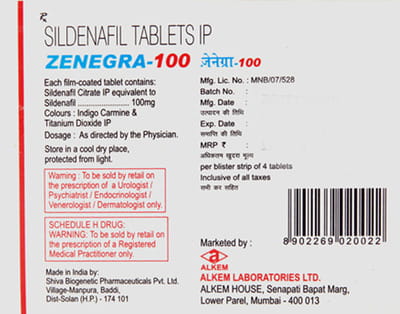 Rx
SILDENAFIL TABLETS IP
ZENEGRA-100 ज़ेनेग्रा-100
Each film-coated tablet contains:
Sildenafil Citrate IP equivalent to
Sildenafil .................... 100mg
Colours : Indigo Carmine &
Titanium Dioxide IP
Dosage : As directed by the Physician.
Store in a cool dry place,
protected from light.
Warning : To be sold by retail on
the prescription of a Urologist /
Psychiatrist / Endocrinologist /
Venerologist / Dermatologist only.
SCHEDULE H DRUG:
WARNING: To be sold by retail on
the prescription of a Registered
Medical Practitioner only.
Made in India by:
Shiva Biogenetic Pharmaceuticals Pvt. Ltd.
Village-Manpura, Baddi,
Dist-Solan (H.P.) - 174 101
Mfg. Lic. No. : MNB/07/528
Batch No. :
Mfg. Date :
उत्पादन की तिथि
Exp. Date :
समाप्ति की तिथि
MRP ₹ :
अधिकतम खुदरा मूल्य
per blister strip of 4 tablets
Inclusive of all taxes
सभी कर सहित
8 902269 020022
Marketed by :
ALKEM
ALKEM LABORATORIES LTD.
ALKEM HOUSE, Senapati Bapat Marg,
Lower Parel, Mumbai - 400 013